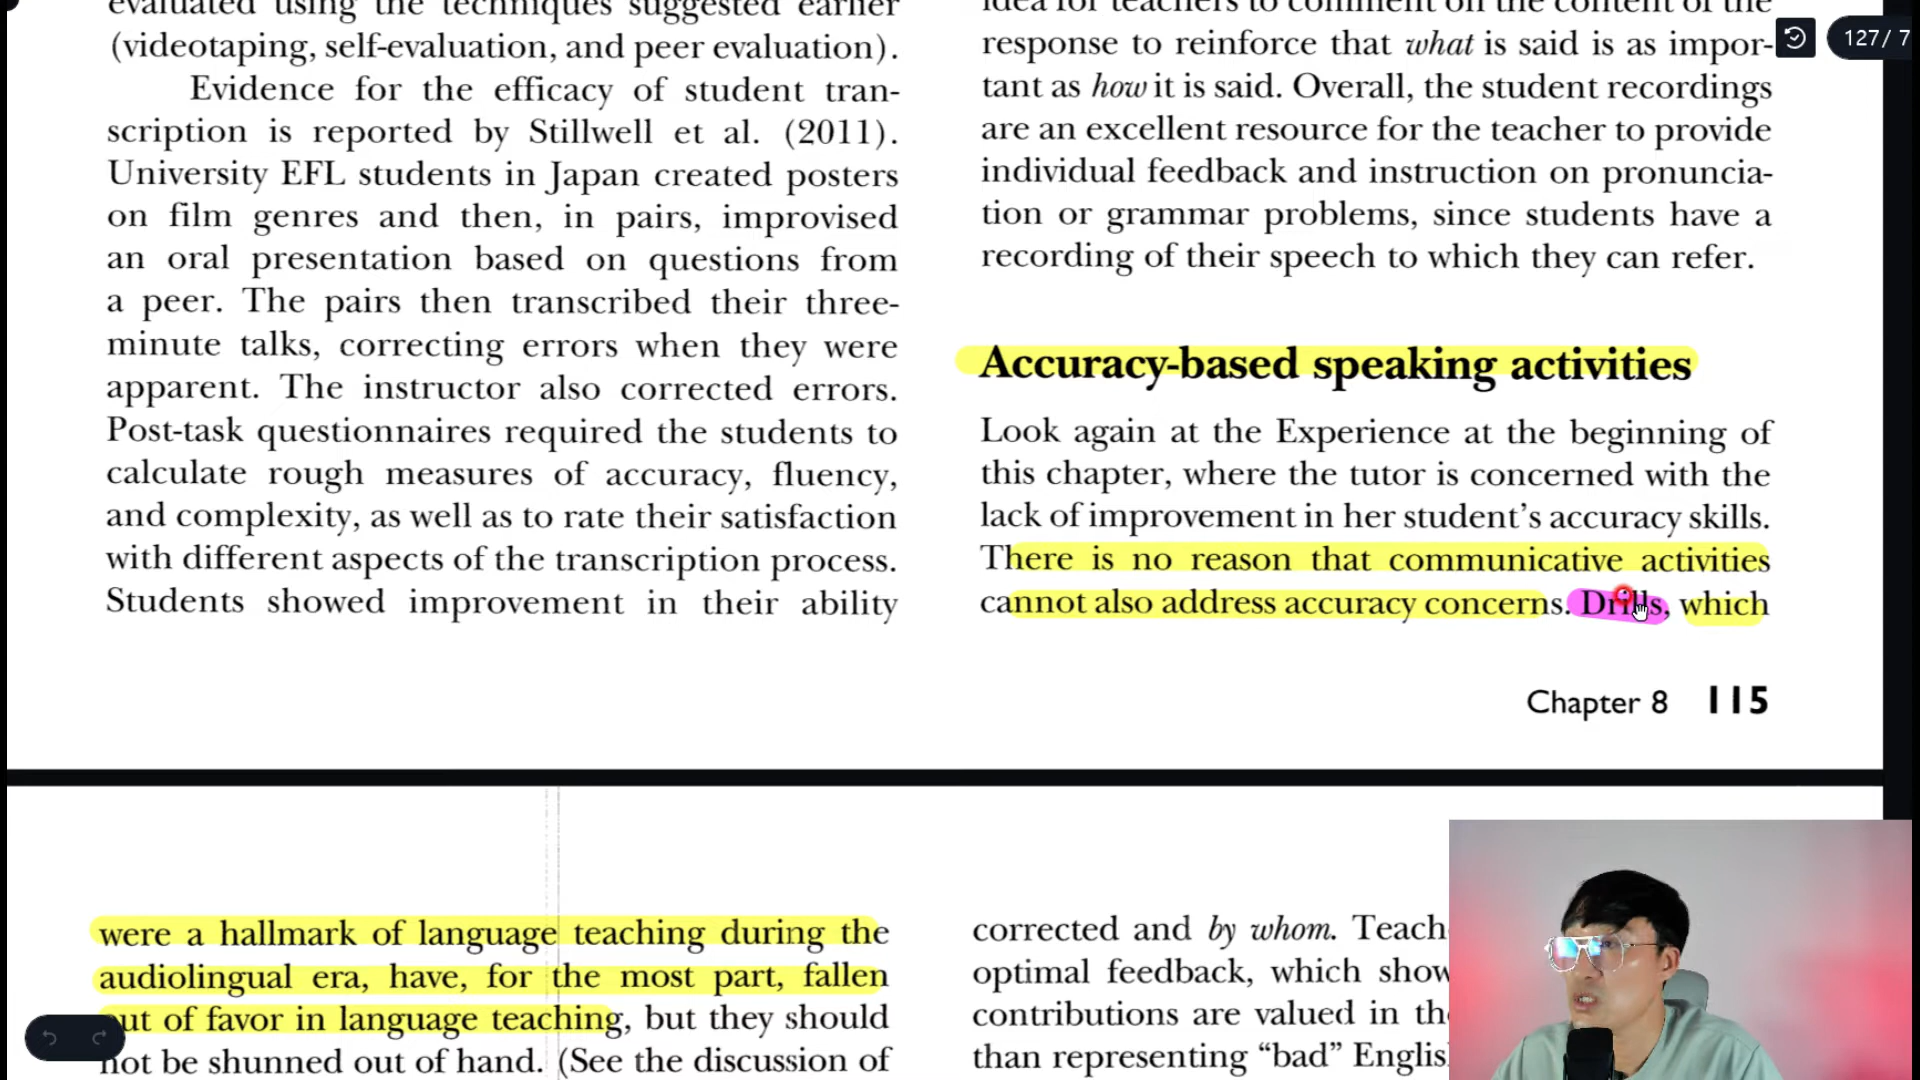 evaluated using the techniques suggested earlier
(videotaping, self-evaluation, and peer evaluation).
Evidence for the efficacy of student tran-
scription is reported by Stillwell et al. (2011).
University EFL students in Japan created posters
on film genres and then, in pairs, improvised
an oral presentation based on questions from
a peer. The pairs then transcribed their three-
minute talks, correcting errors when they were
apparent. The instructor also corrected errors.
Post-task questionnaires required the students to
calculate rough measures of accuracy, fluency,
and complexity, as well as to rate their satisfaction
with different aspects of the transcription process.
Students showed improvement in their ability
idea for teachers to comment on the content of the
response to reinforce that what is said is as impor-
tant as how it is said. Overall, the student recordings
are an excellent resource for the teacher to provide
individual feedback and instruction on pronuncia-
tion or grammar problems, since students have a
recording of their speech to which they can refer.
Accuracy-based speaking activities
Look again at the Experience at the beginning of
this chapter, where the tutor is concerned with the
lack of improvement in her student's accuracy skills.
There is no reason that communicative activities
cannot also address accuracy concerns. Drills, which
Chapter 8 115
127/ 7
were a hallmark of language teaching during the
audiolingual era, have, for the most part, fallen
out of favor in language teaching, but they should
not be shunned out of hand. (See the discussion of
corrected and by whom. Teach
optimal feedback, which show
contributions are valued in th
than representing "bad" Englis